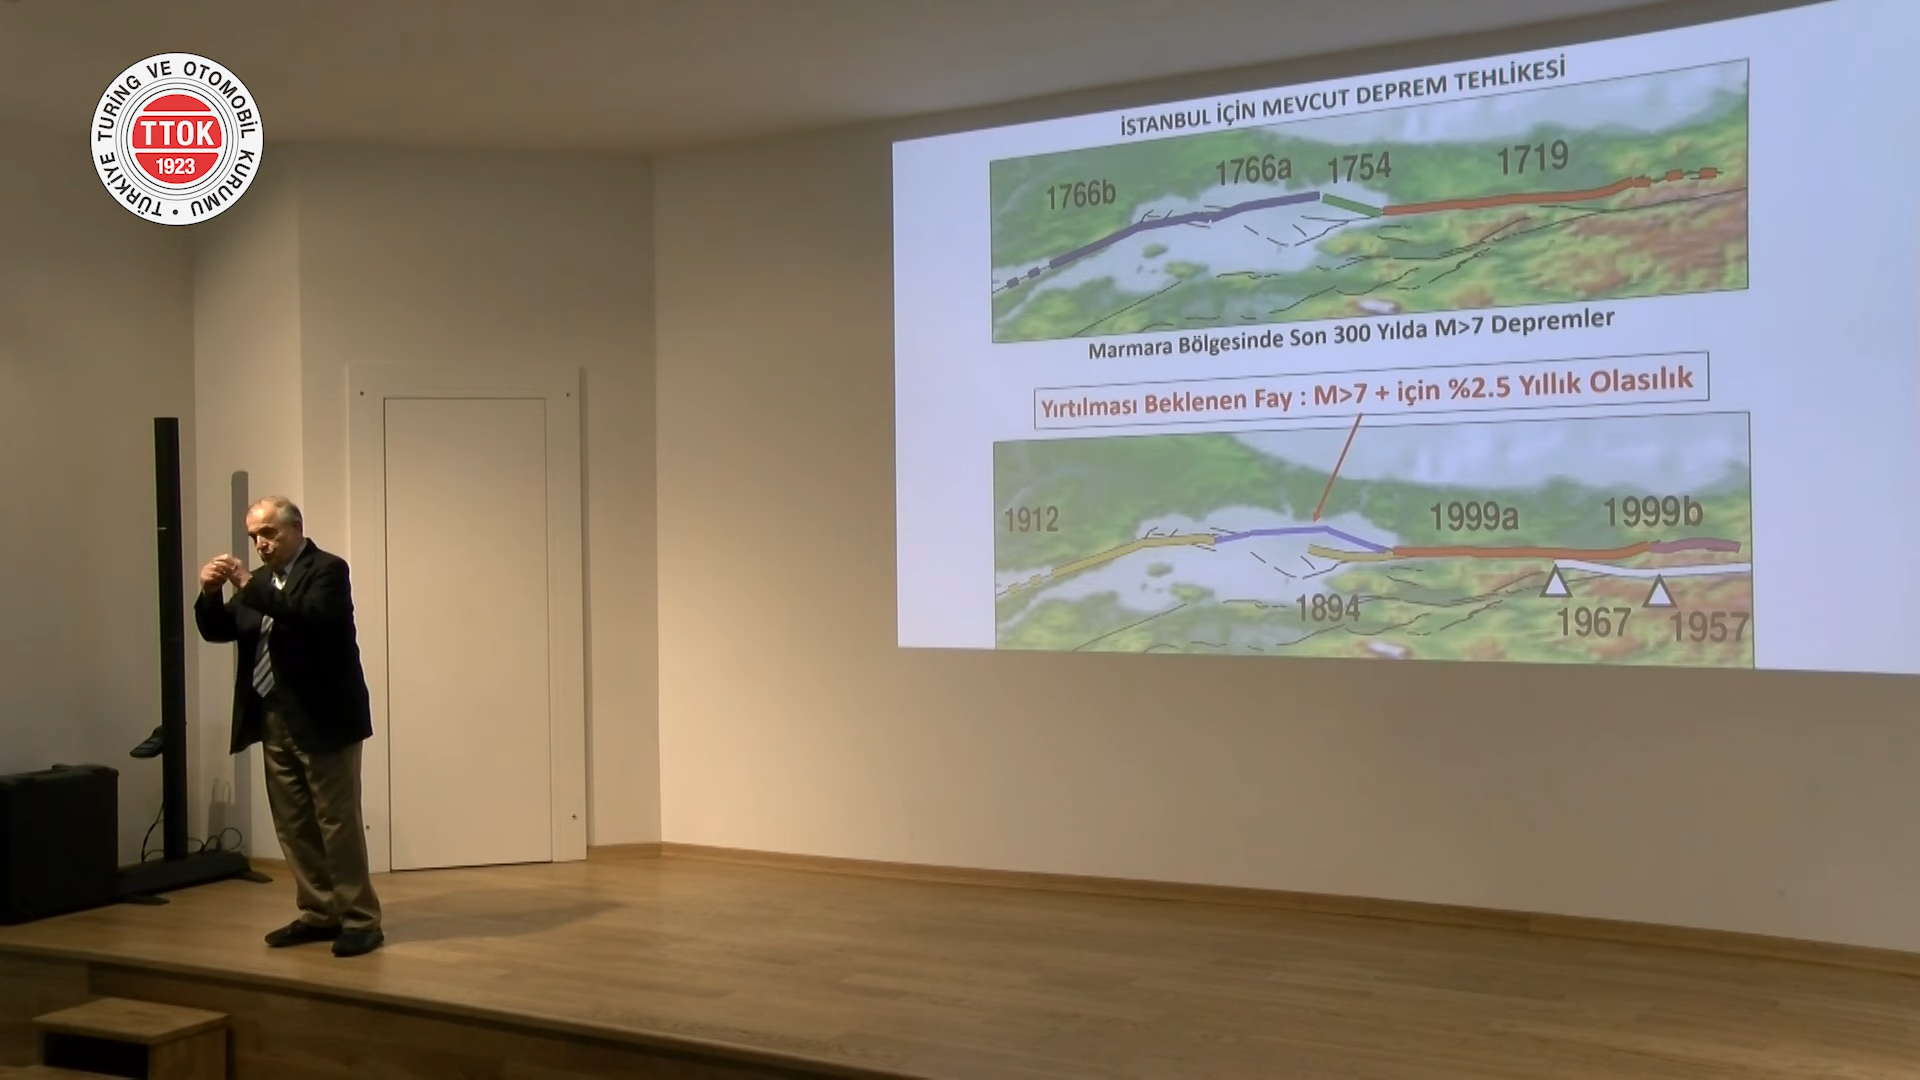 TÜRKİYE TURİNG VE OTOMOBİL KURUMU •
TTOK
1923
İSTANBUL İÇİN MEVCUT DEPREM TEHLİKESİ
1766b
1766a
1754
1719
Marmara Bölgesinde Son 300 Yılda M>7 Depremler
Yırtılması Beklenen Fay : M>7 + için %2.5 Yıllık Olasılık
1912
1999a
1999b
1894
1967
1957